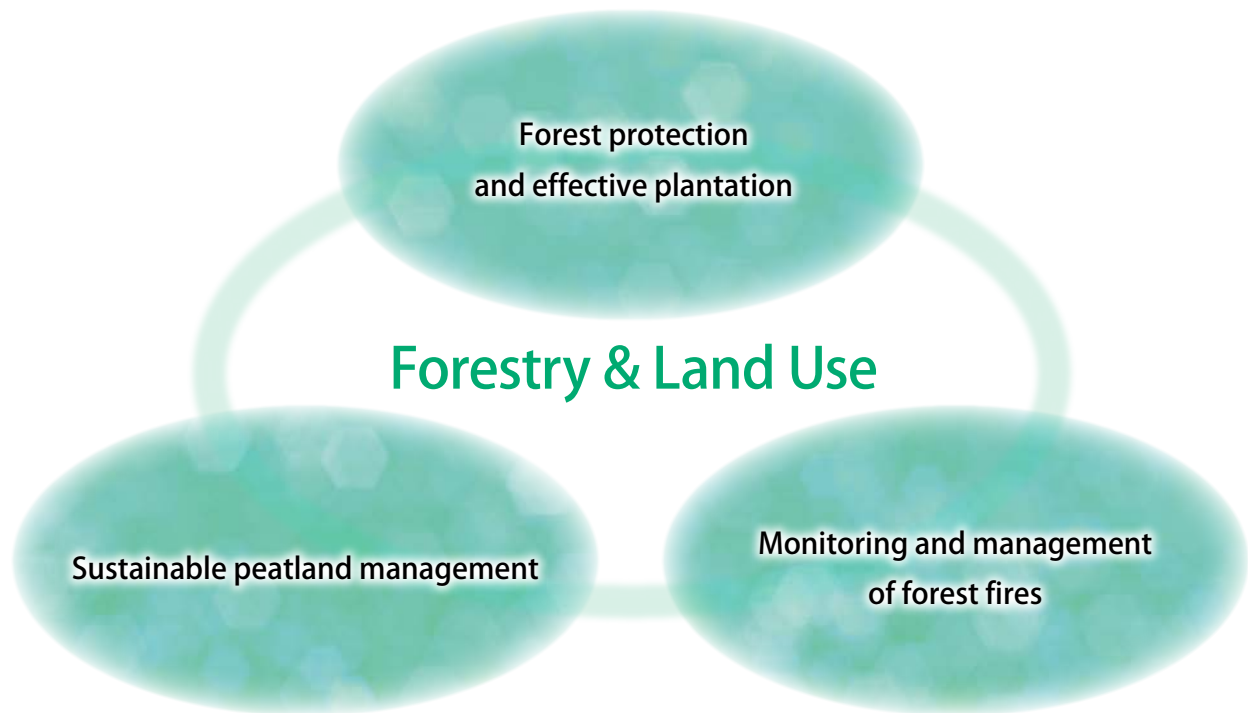 Forest protection
and effective plantation
Forestry & Land Use
Sustainable peatland management
Monitoring and management
of forest fires